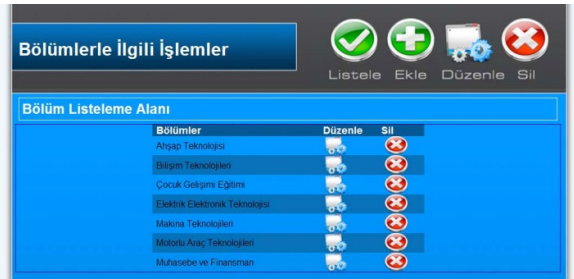 Bölümlerle İlgili İşlemler
Listele Ekle Düzenle Sil
Bölüm Listeleme Alanı
Bölümler Düzenle Sil
Ahşap Teknolojisi
Bilişim Teknolojileri
Çocuk Gelişimi Eğitimi
Elektrik Elektronik Teknolojisi
Makina Teknolojileri
Motorlu Araç Teknolojileri
Muhasebe ve Finansman